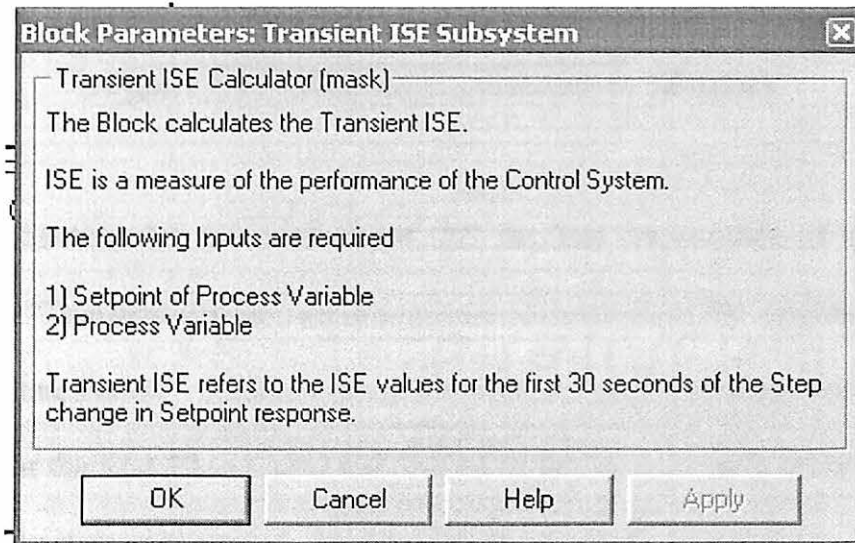 Block Parameters: Transient ISE Subsystem
Transient ISE Calculator (mask)
The Block calculates the Transient ISE.
ISE is a measure of the performance of the Control System.
The following Inputs are required
1) Setpoint of Process Variable
2) Process Variable
Transient ISE refers to the ISE values for the first 30 seconds of the Step
change in Setpoint response.
OK
Cancel
Help
Apply